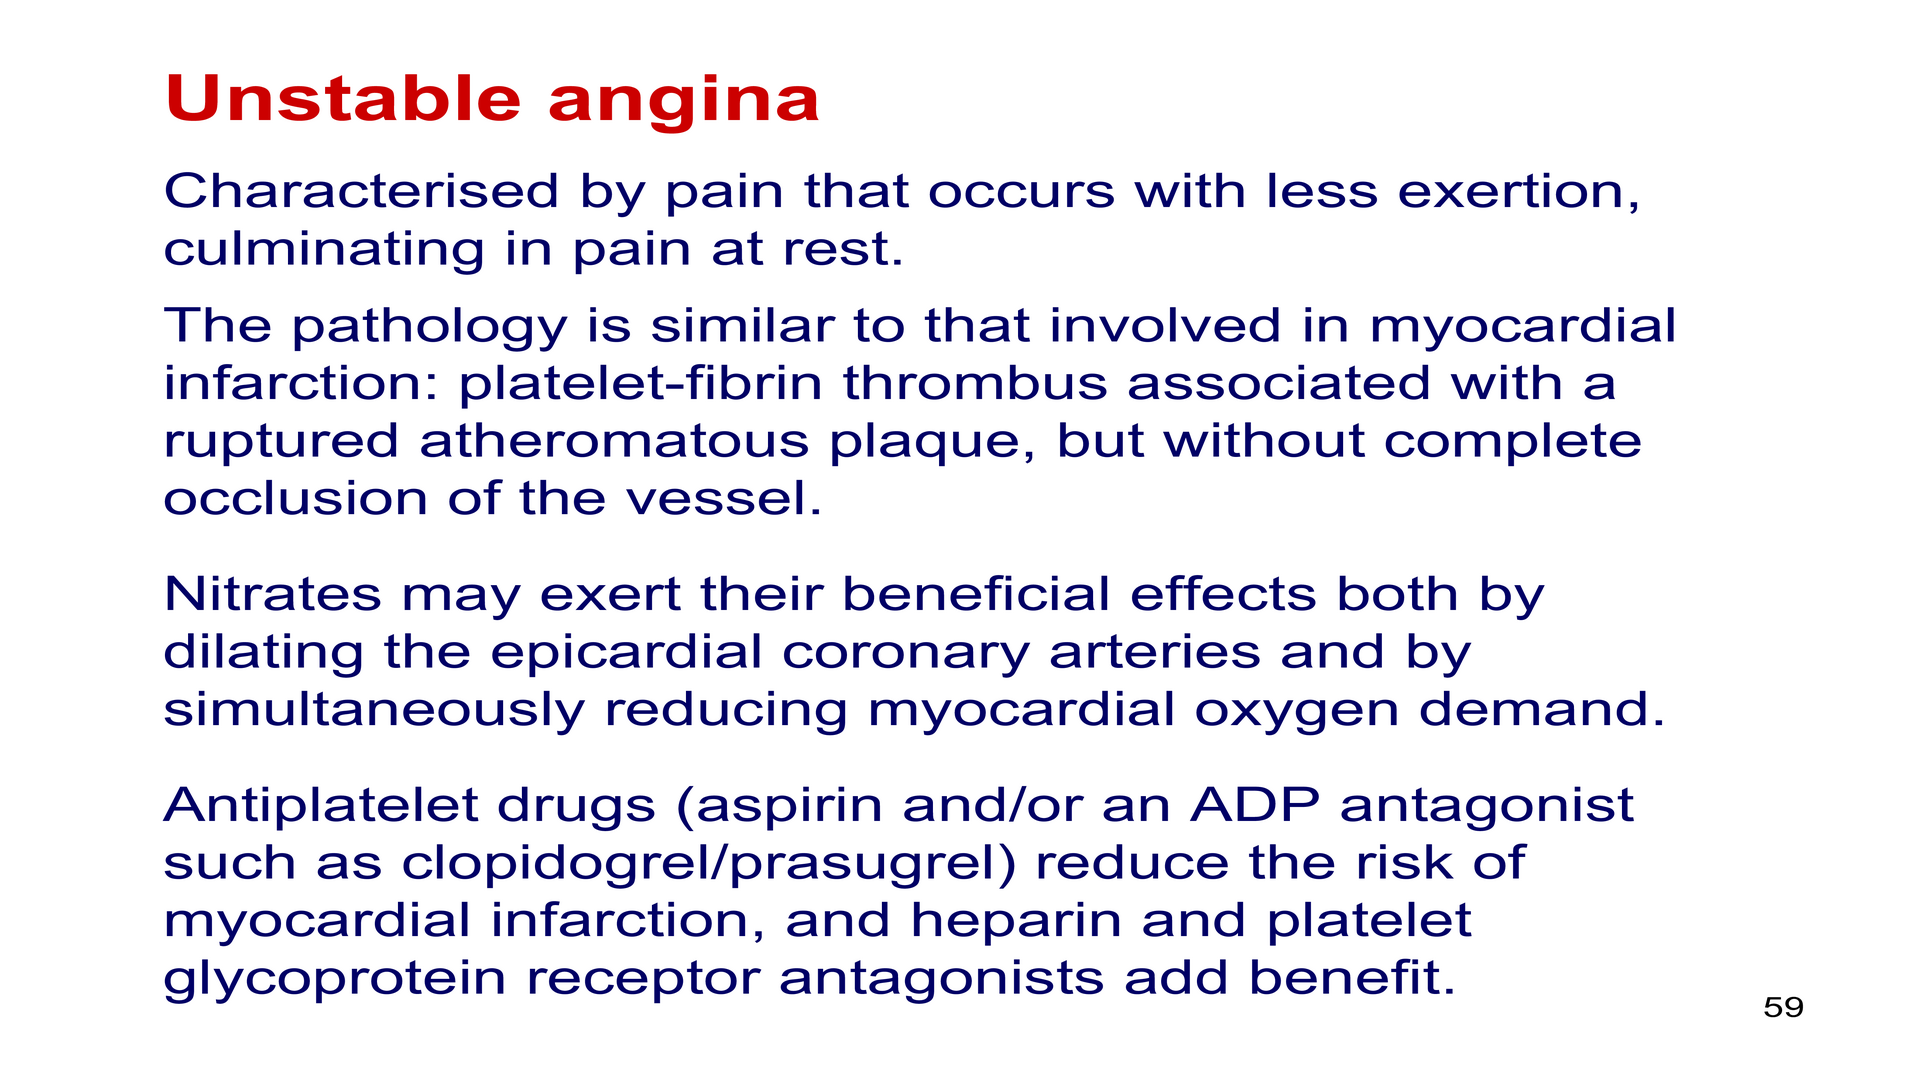 Unstable angina
Characterised by pain that occurs with less exertion,
culminating in pain at rest.
The pathology is similar to that involved in myocardial
infarction: platelet-fibrin thrombus associated with a
ruptured atheromatous plaque, but without complete
occlusion of the vessel.
Nitrates may exert their beneficial effects both by
dilating the epicardial coronary arteries and by
simultaneously reducing myocardial oxygen demand.
Antiplatelet drugs (aspirin and/or an ADP antagonist
such as clopidogrel/prasugrel) reduce the risk of
myocardial infarction, and heparin and platelet
glycoprotein receptor antagonists add benefit.
59